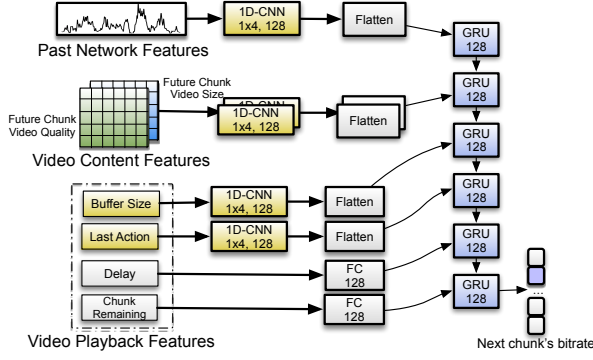 1D-CNN
1x4, 128
Flatten
GRU
128
Past Network Features
Future Chunk
Video Size
GRU
128
Future Chunk
Video Quality
1D-CNN
1D-CNN
1x4, 128
Flatten
GRU
128
Video Content Features
Buffer Size
1D-CNN
1x4, 128
Flatten
GRU
128
Last Action
1D-CNN
1x4, 128
Flatten
GRU
128
Delay
FC
128
Chunk
Remaining
FC
128
GRU
128
...
Video Playback Features
Next chunk's bitrate